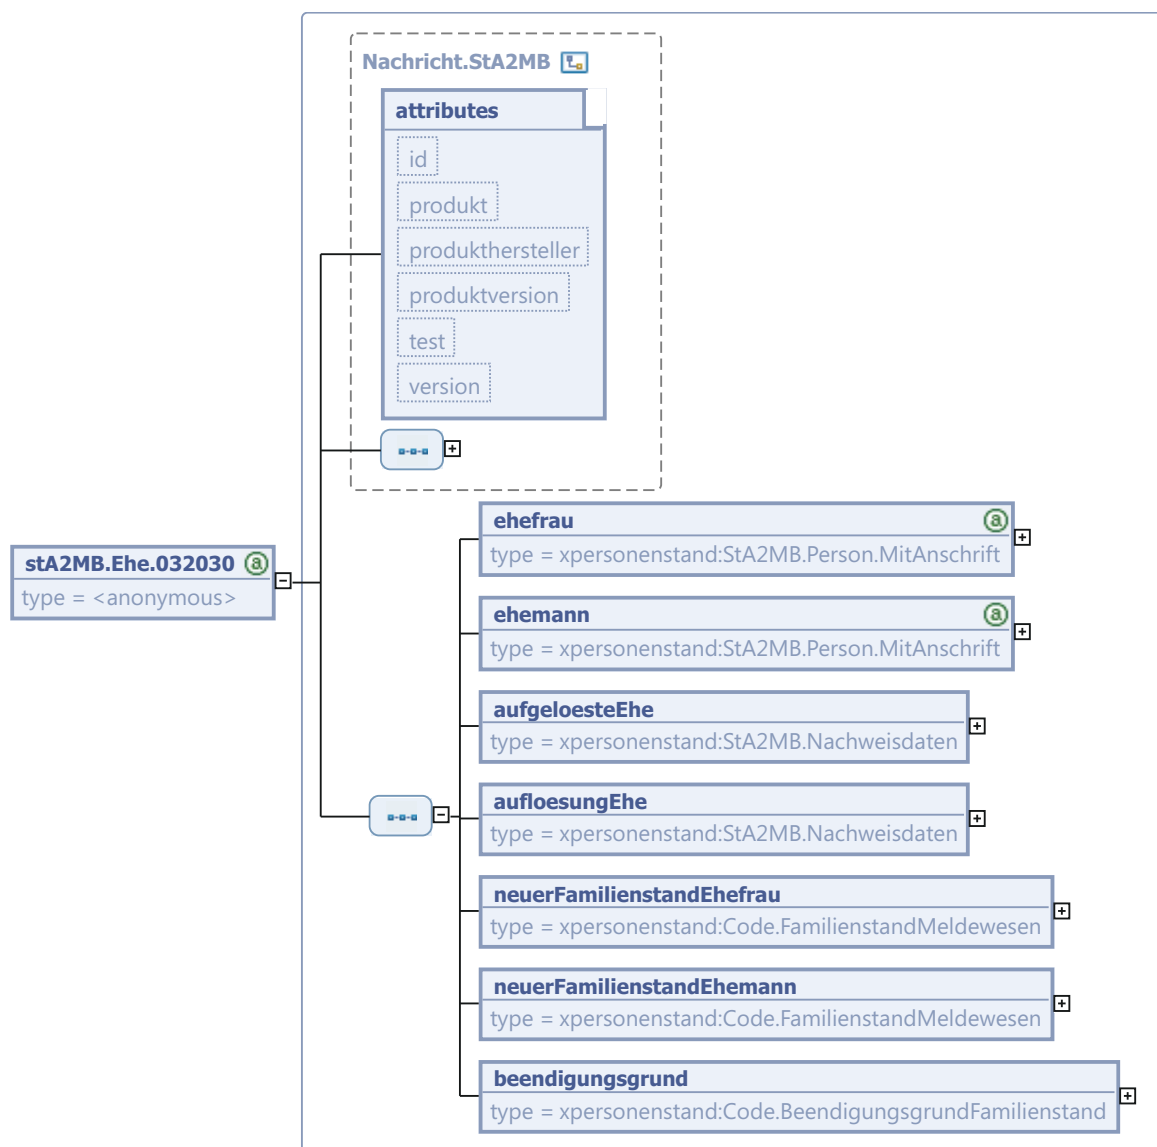 Nachricht.StA2MB
attributes
id
produkt
produkthersteller
produktversion
test
version
stA2MB.Ehe.032030
type = <anonymous>
ehefrau
type = xpersonenstand:StA2MB.Person.MitAnschrift
ehemann
type = xpersonenstand:StA2MB.Person.MitAnschrift
aufgeloesteEhe
type = xpersonenstand:StA2MB.Nachweisdaten
aufloesungEhe
type = xpersonenstand:StA2MB.Nachweisdaten
neuerFamilienstandEhefrau
type = xpersonenstand:Code.FamilienstandMeldewesen
neuerFamilienstandEhemann
type = xpersonenstand:Code.FamilienstandMeldewesen
beendigungsgrund
type = xpersonenstand:Code.BeendigungsgrundFamilienstand